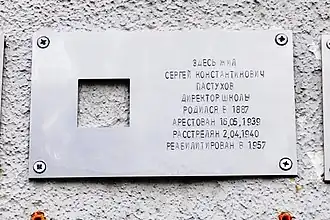 ЗДЕСЬ ЖИЛ
СЕРГЕЙ КОНСТАНТИНОВИЧ
ПАСТУХОВ
ДИРЕКТОР ШКОЛЫ
РОДИЛСЯ В 1887
АРЕСТОВАН 16.05.1939
РАССТРЕЛЯН 2.04.1940
РЕАБИЛИТИРОВАН В 1957